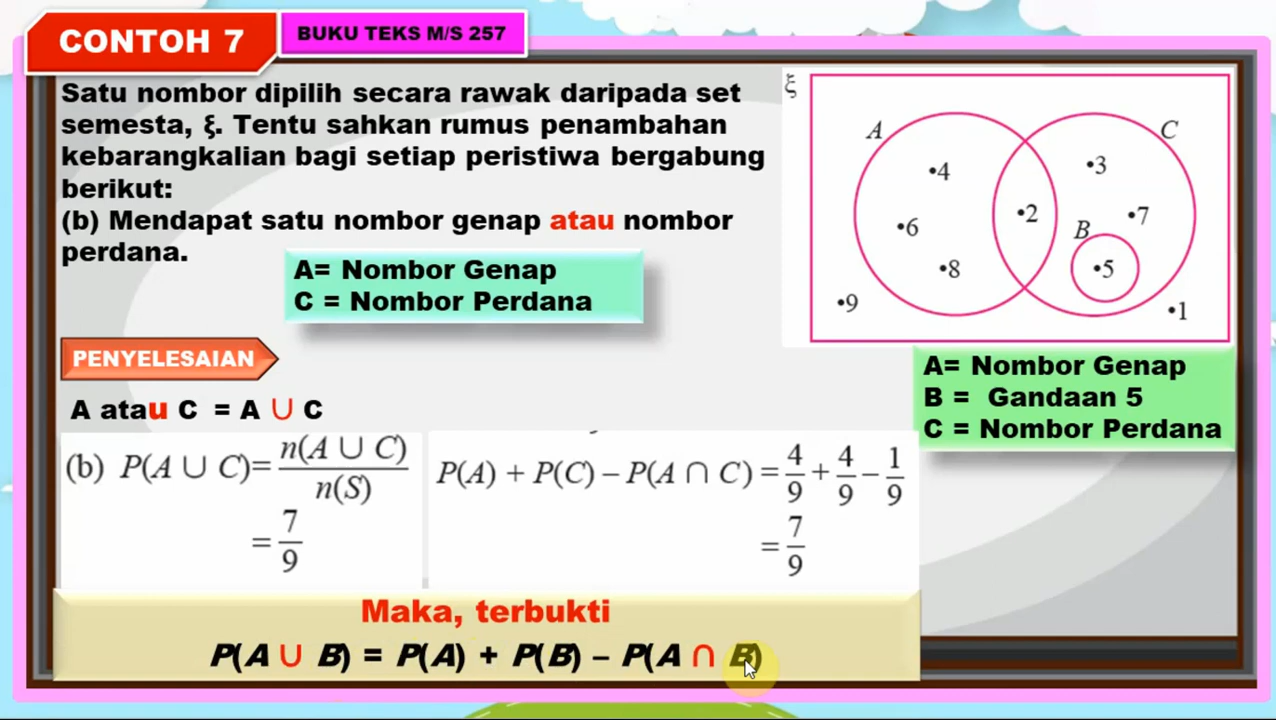 CONTOH 7
BUKU TEKS M/S 257
Satu nombor dipilih secara rawak daripada set
semesta, ξ. Tentu sahkan rumus penambahan
kebarangkalian bagi setiap peristiwa bergabung
berikut:
(b) Mendapat satu nombor genap atau nombor
perdana.
A= Nombor Genap
C = Nombor Perdana
ξ
A
C
•4
•3
•2
•7
•6
B
•8
•5
•9
•1
A= Nombor Genap
B = Gandaan 5
C = Nombor Perdana
PENYELESAIAN
A atau C = A ∪ C
(b) P(A ∪ C)= n(A ∪ C)/n(S)
= 7/9
P(A) + P(C) – P(A ∩ C) = 4/9 + 4/9 – 1/9
= 7/9
Maka, terbukti
P(A ∪ B) = P(A) + P(B) – P(A ∩ B)